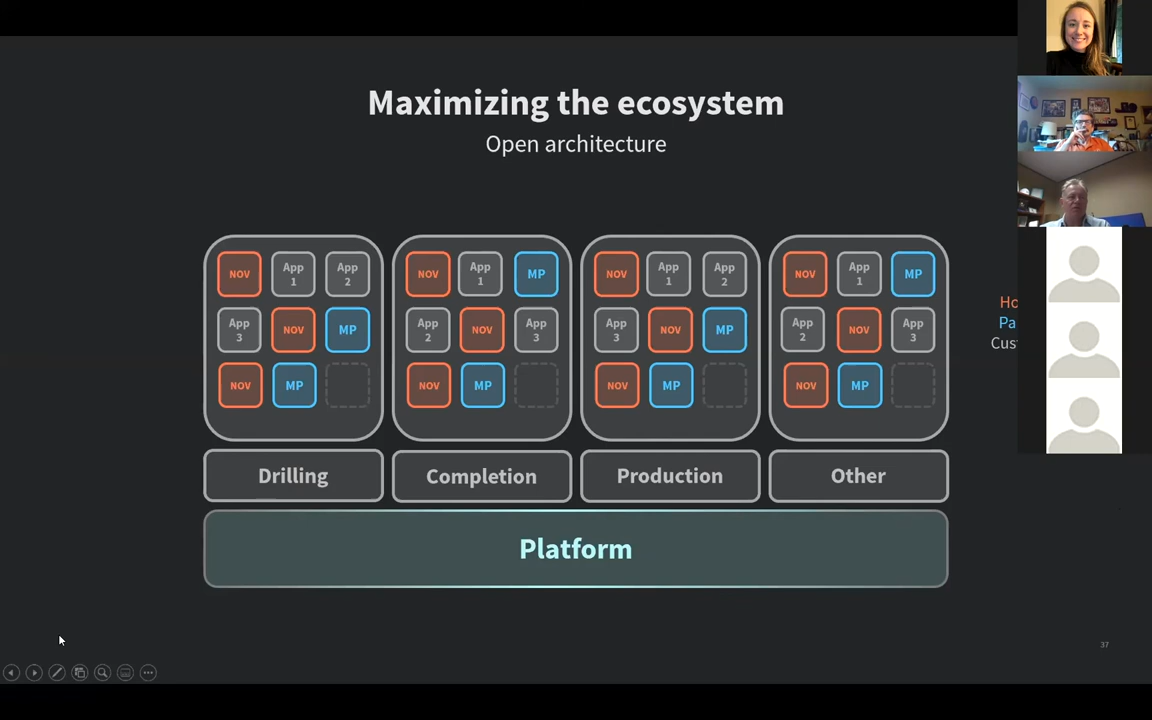 Maximizing the ecosystem
Open architecture
NOV App 1 App 2
App 3 NOV MP
NOV MP
NOV App 1 MP
App 2 NOV App 3
NOV MP
NOV App 1 App 2
App 3 NOV MP
NOV MP
NOV App 1 MP
App 2 NOV App 3
NOV MP
Drilling
Completion
Production
Other
Platform
37